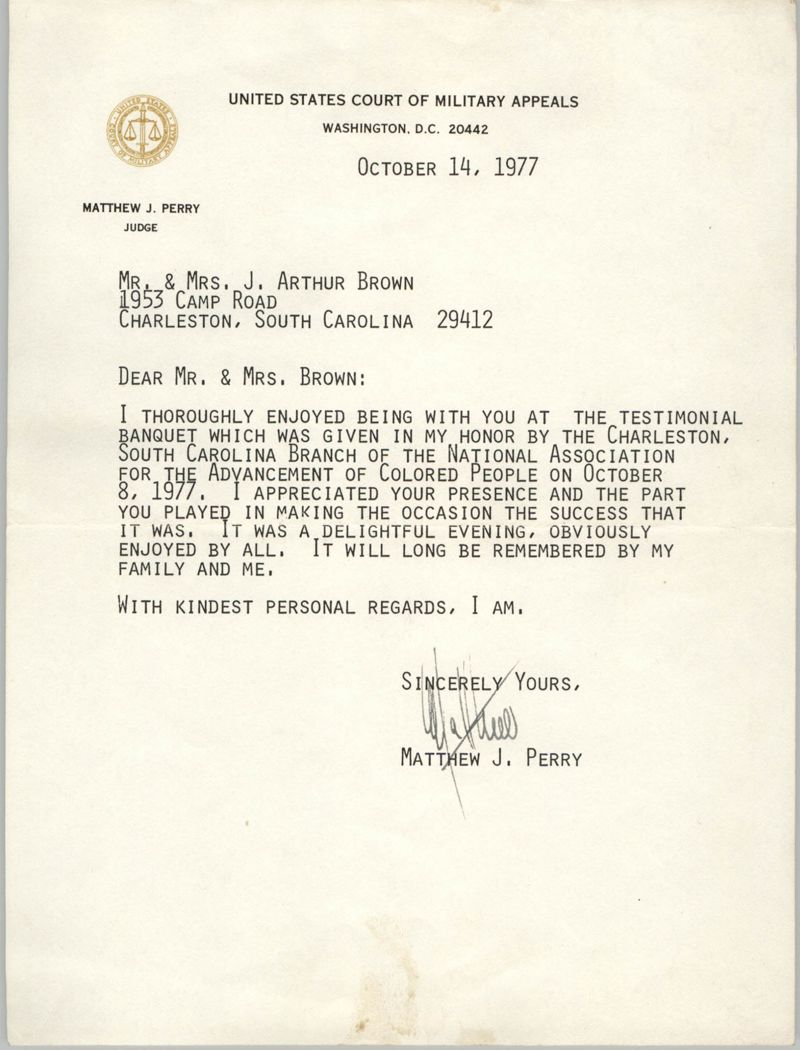 UNITED STATES COURT OF MILITARY APPEALS
WASHINGTON, D.C. 20442
OCTOBER 14, 1977
MATTHEW J. PERRY
JUDGE
MR. & MRS. J. ARTHUR BROWN
1953 CAMP ROAD
CHARLESTON, SOUTH CAROLINA 29412
DEAR MR. & MRS. BROWN:
I THOROUGHLY ENJOYED BEING WITH YOU AT THE TESTIMONIAL
BANQUET WHICH WAS GIVEN IN MY HONOR BY THE CHARLESTON,
SOUTH CAROLINA BRANCH OF THE NATIONAL ASSOCIATION
FOR THE ADVANCEMENT OF COLORED PEOPLE ON OCTOBER
8, 1977. I APPRECIATED YOUR PRESENCE AND THE PART
YOU PLAYED IN MAKING THE OCCASION THE SUCCESS THAT
IT WAS. IT WAS A DELIGHTFUL EVENING, OBVIOUSLY
ENJOYED BY ALL. IT WILL LONG BE REMEMBERED BY MY
FAMILY AND ME.
WITH KINDEST PERSONAL REGARDS, I AM.
SINCERELY YOURS,
Matthew
MATTHEW J. PERRY